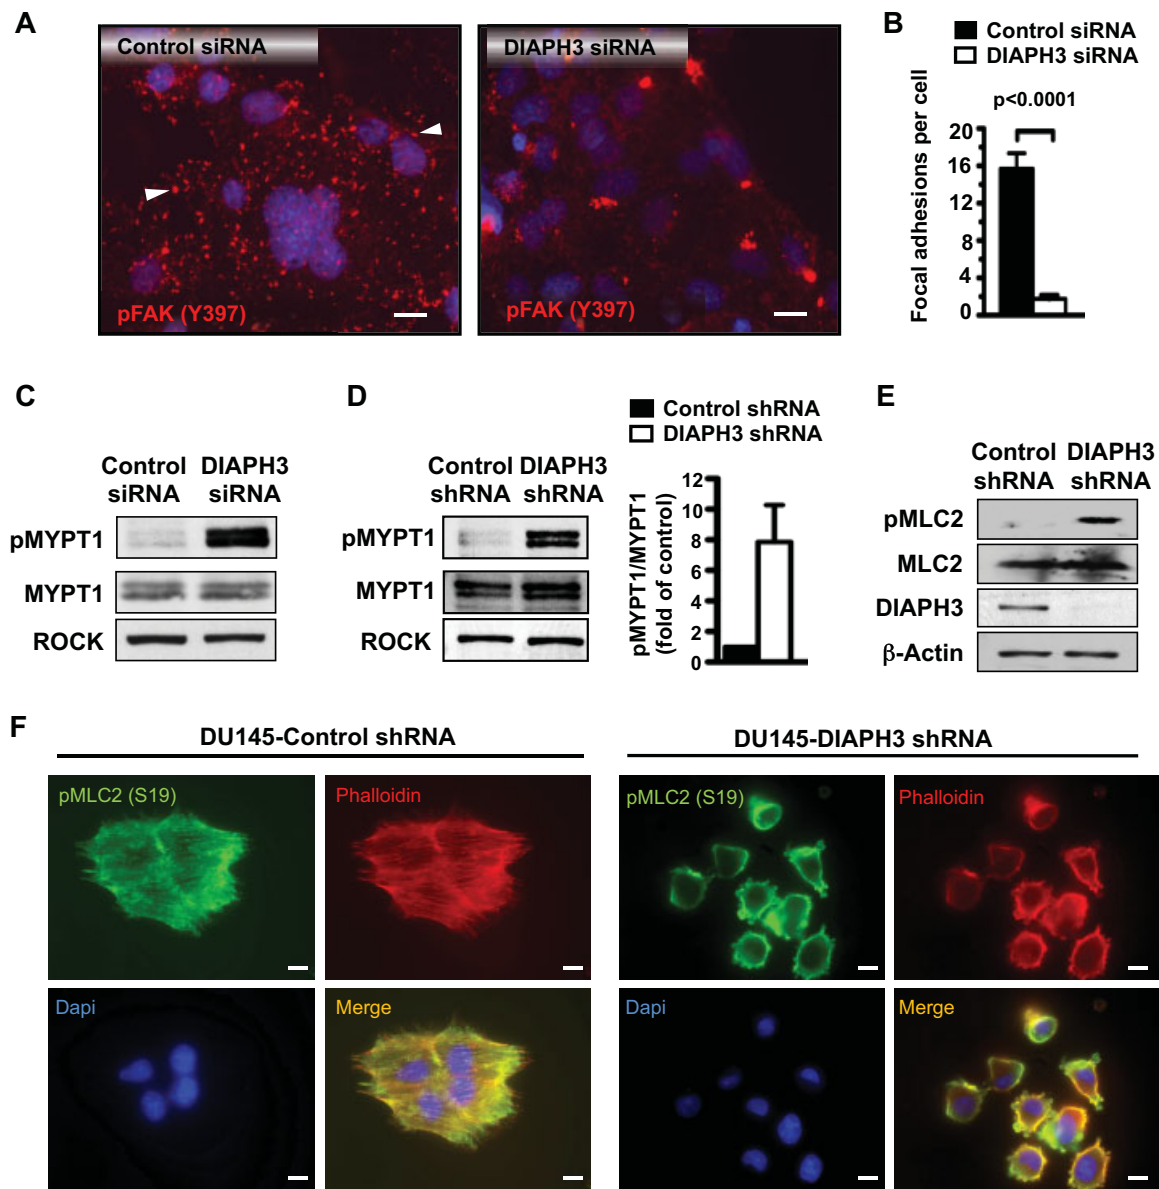 A
Control siRNA
pFAK (Y397)
DIAPH3 siRNA
pFAK (Y397)
B
Control siRNA
DIAPH3 siRNA
p<0.0001
Focal adhesions per cell
20
16
12
8
4
0
C
Control siRNA
DIAPH3 siRNA
pMYPT1
MYPT1
ROCK
D
Control shRNA
DIAPH3 shRNA
pMYPT1
MYPT1
ROCK
Control shRNA
DIAPH3 shRNA
pMYPT1/MYPT1
(fold of control)
12
10
8
6
4
2
0
E
Control shRNA
DIAPH3 shRNA
pMLC2
MLC2
DIAPH3
β-Actin
F
DU145-Control shRNA
pMLC2 (S19)
Phalloidin
Dapi
Merge
DU145-DIAPH3 shRNA
pMLC2 (S19)
Phalloidin
Dapi
Merge